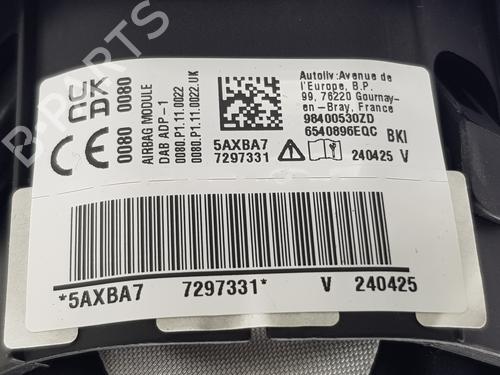 B-PARTS
UK
CA
0080
CE
0080
AIRBAG MODULE
DAB ADP-1
0080.P1.11.0022
0080.P1.11.0022.UK
5AXBA7
7297331
Autoliv:Avenue de
l'Europe, B.P.
99, 76220 Gournay-
en-Bray, France
98400530ZD
6540896EQC BKI
240425 V
*5AXBA7 7297331* V 240425